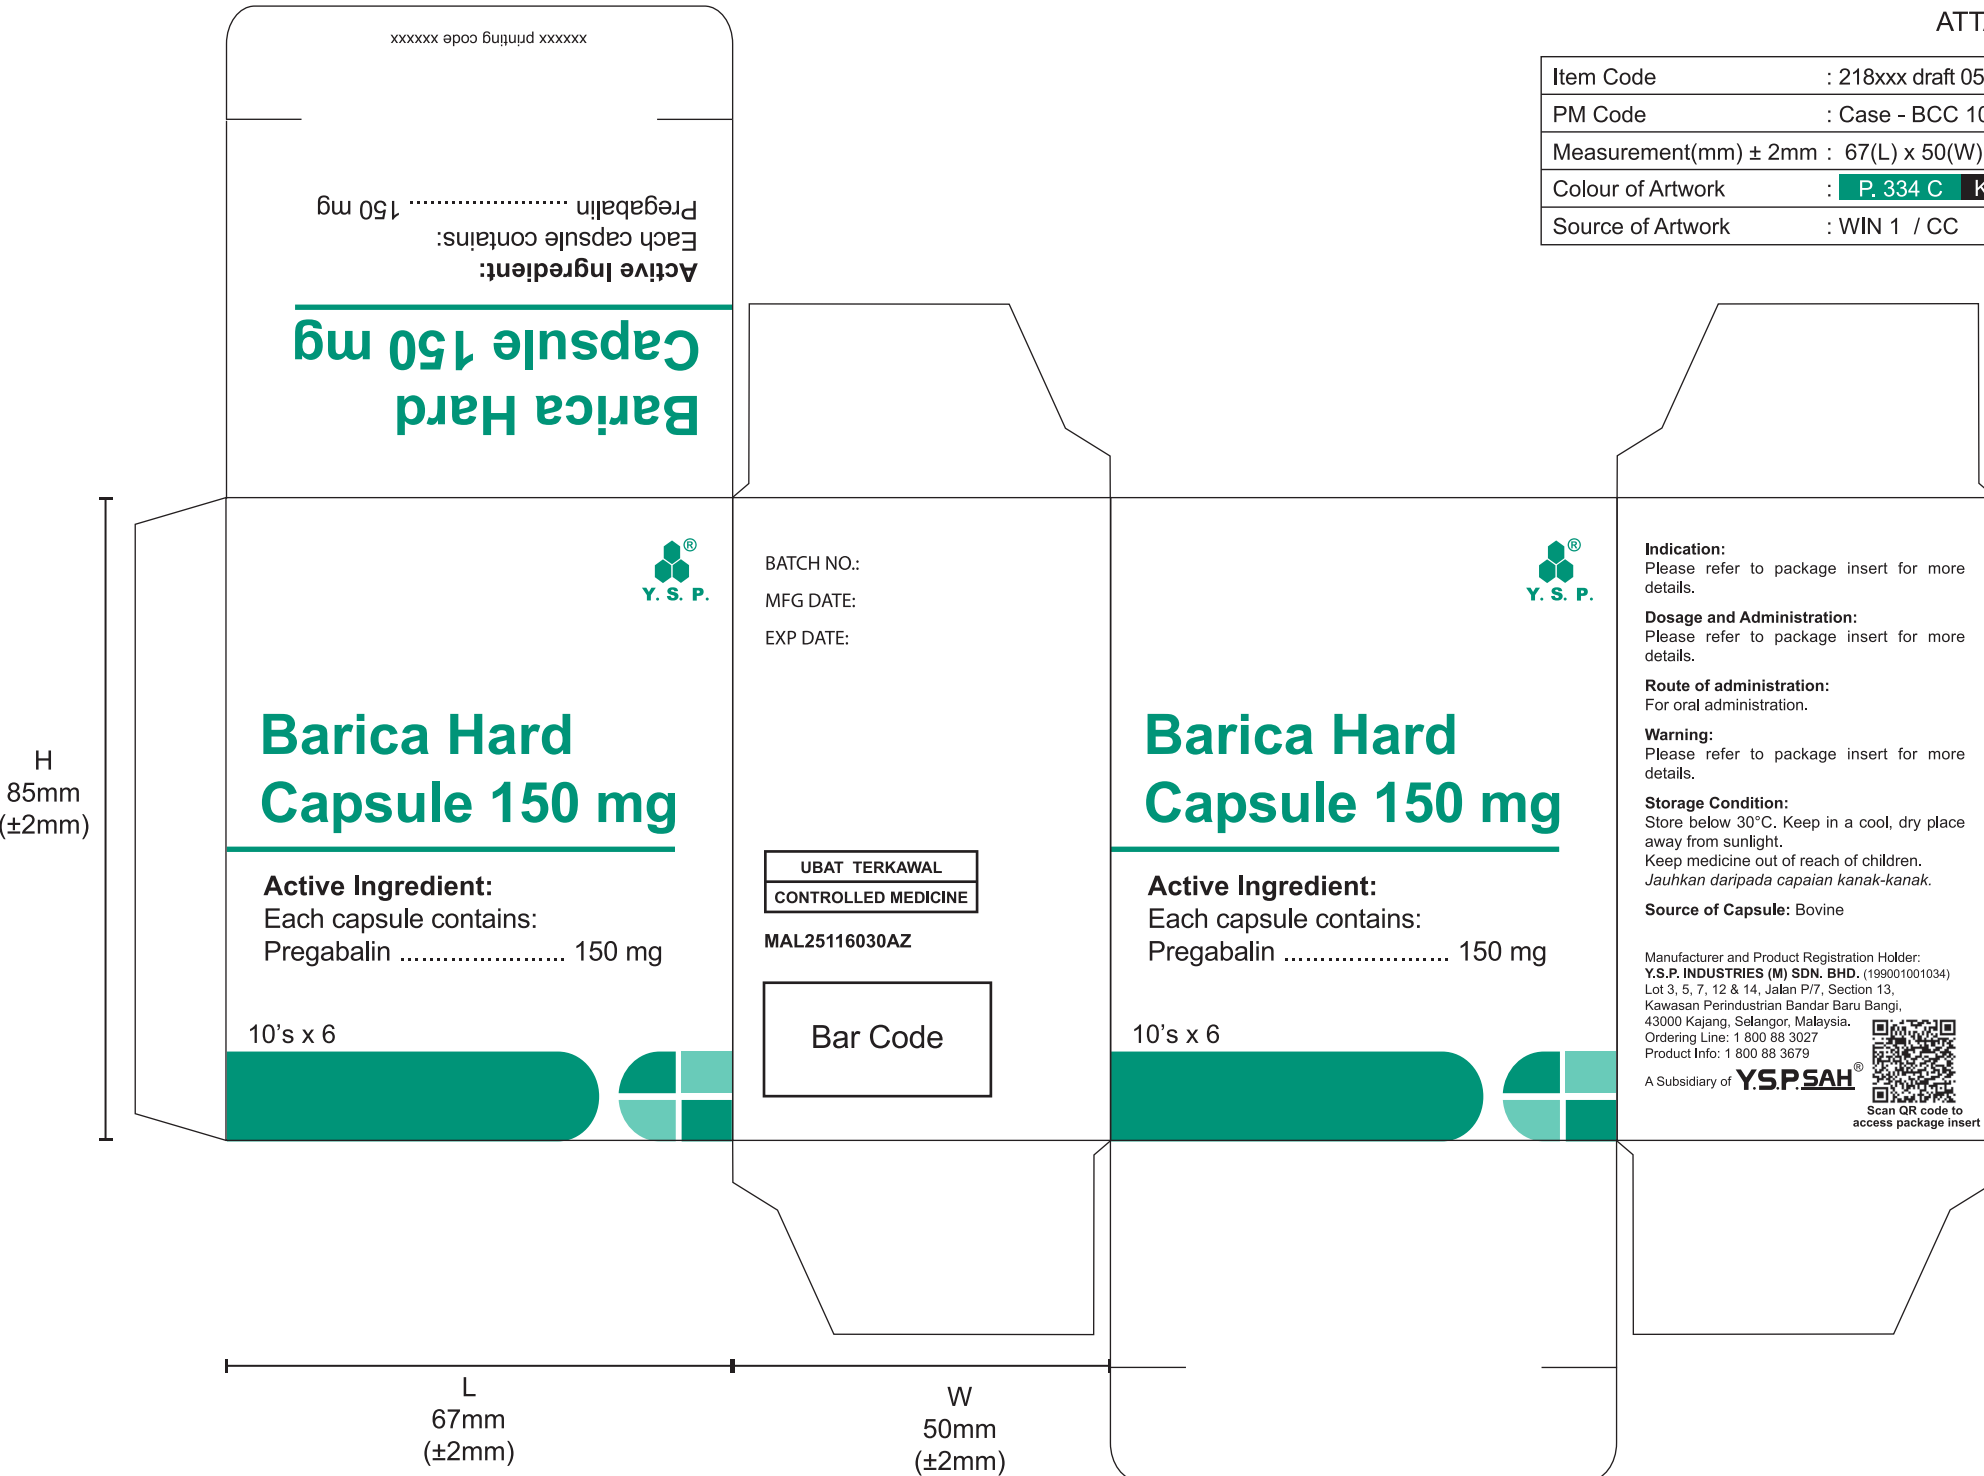 ATTA
Item Code : 218xxx draft 05
PM Code : Case - BCC 10
Measurement(mm) ± 2mm : 67(L) x 50(W)
Colour of Artwork : P. 334 C K
Source of Artwork : WIN 1 / CC
xxxxxx printing code xxxxxx
Barica Hard
Capsule 150 mg
Active Ingredient:
Each capsule contains:
Pregabalin ...................... 150 mg
H
85mm
(±2mm)
® 
Y. S. P.
Barica Hard
Capsule 150 mg
Active Ingredient:
Each capsule contains:
Pregabalin ....................... 150 mg
10's x 6
BATCH NO.:
MFG DATE:
EXP DATE:
UBAT TERKAWAL
CONTROLLED MEDICINE
MAL25116030AZ
Bar Code
®
Y. S. P.
Barica Hard
Capsule 150 mg
Active Ingredient:
Each capsule contains:
Pregabalin ....................... 150 mg
10's x 6
Indication:
Please refer to package insert for more
details.
Dosage and Administration:
Please refer to package insert for more
details.
Route of administration:
For oral administration.
Warning:
Please refer to package insert for more
details.
Storage Condition:
Store below 30°C. Keep in a cool, dry place
away from sunlight.
Keep medicine out of reach of children.
Jauhkan daripada capaian kanak-kanak.
Source of Capsule: Bovine
Manufacturer and Product Registration Holder:
Y.S.P. INDUSTRIES (M) SDN. BHD. (199001001034)
Lot 3, 5, 7, 12 & 14, Jalan P/7, Section 13,
Kawasan Perindustrian Bandar Baru Bangi,
43000 Kajang, Selangor, Malaysia.
Ordering Line: 1 800 88 3027
Product Info: 1 800 88 3679
A Subsidiary of Y.S.P.SAH®
Scan QR code to
access package insert
L
67mm
(±2mm)
W
50mm
(±2mm)